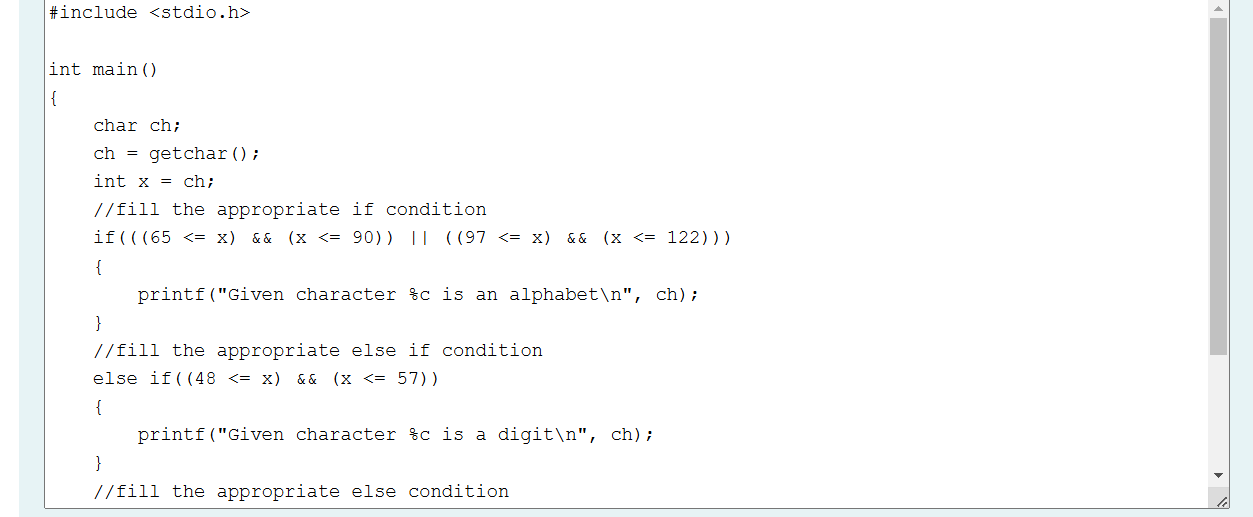 #include <stdio.h>
int main()
{
char ch;
ch = getchar();
int x = ch;
//fill the appropriate if condition
if(((65 <= x) && (x <= 90)) || ((97 <= x) && (x <= 122)))
{
printf("Given character %c is an alphabet\n", ch);
}
//fill the appropriate else if condition
else if((48 <= x) && (x <= 57))
{
printf("Given character %c is a digit\n", ch);
}
//fill the appropriate else condition